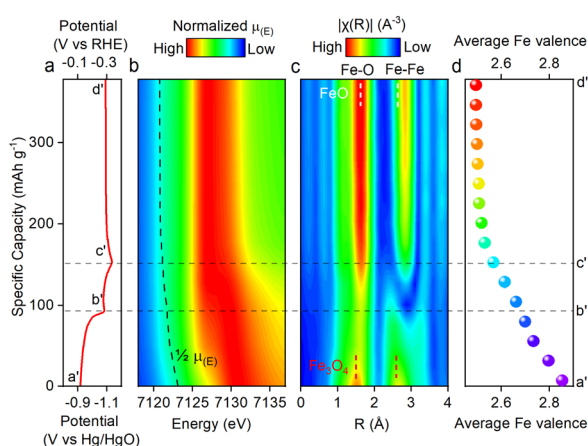 Potential
(V vs RHE)
-0.1 -0.3
Normalized μ(E)
High Low
|χ(R)| (A⁻³)
High Low
Average Fe valence
2.6 2.8
a b c d
Fe-O Fe-Fe
FeO
d' d'
300
200
100
0
Specific Capacity (mAh g⁻¹)
c' c'
b' b'
a' a'
½ μ(E)
Fe₃O₄
-0.9 -1.1
Potential
(V vs Hg/HgO)
7120 7125 7130 7135
Energy (eV)
0 1 2 3 4
R (Å)
2.6 2.8
Average Fe valence